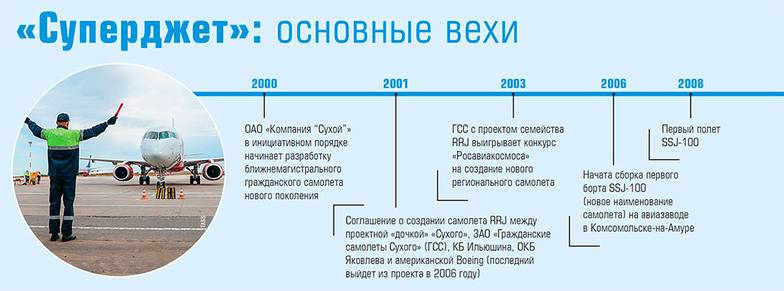 «Суперджет»: основные вехи
2000
2001
2003
2006
2008
ОАО «Компания “Сухой”»
в инициативном порядке
начинает разработку
ближнемагистрального
гражданского самолета
нового поколения
Соглашение о создании самолета RRJ между
проектной «дочкой» «Сухого», ЗАО «Гражданские
самолеты Сухого» (ГСС), КБ Ильюшина, ОКБ
Яковлева и американской Boeing (последний
выйдет из проекта в 2006 году)
ГСС с проектом семейства
RRJ выигрывает конкурс
«Росавиакосмоса»
на создание нового
регионального самолета
Начата сборка первого
борта SSJ-100
(новое наименование
самолета) на авиазаводе
в Комсомольске-на-Амуре
Первый полет
SSJ-100
ТАСС